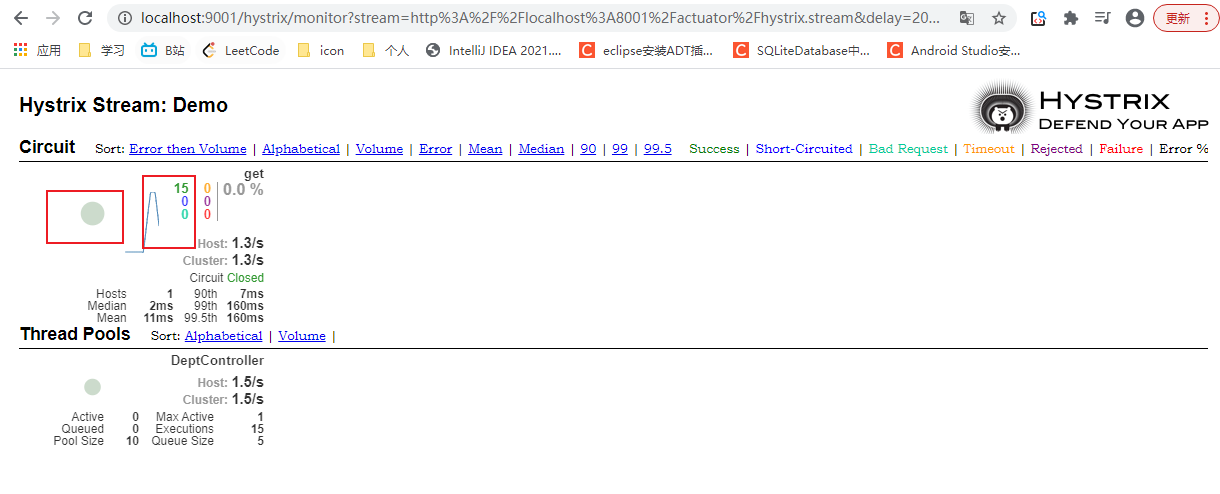 localhost:9001/hystrix/monitor?stream=http%3A%2F%2Flocalhost%3A8001%2Factuator%2Fhystrix.stream&delay=20... 更新
应用 学习 B站 LeetCode icon 个人 IntelliJ IDEA 2021.... eclipse安装ADT插... SQLiteDatabase中... Android Studio安...
Hystrix Stream: Demo
HYSTRIX
DEFEND YOUR APP
Circuit Sort: Error then Volume | Alphabetical | Volume | Error | Mean | Median | 90 | 99 | 99.5 Success | Short-Circuited | Bad Request | Timeout | Rejected | Failure | Error %
get
15 0 0.0 %
0 0
0 0
Host: 1.3/s
Cluster: 1.3/s
Circuit Closed
Hosts 1 90th 7ms
Median 2ms 99th 160ms
Mean 11ms 99.5th 160ms
Thread Pools Sort: Alphabetical | Volume |
DeptController
Host: 1.5/s
Cluster: 1.5/s
Active 0 Max Active 1
Queued 0 Executions 15
Pool Size 10 Queue Size 5